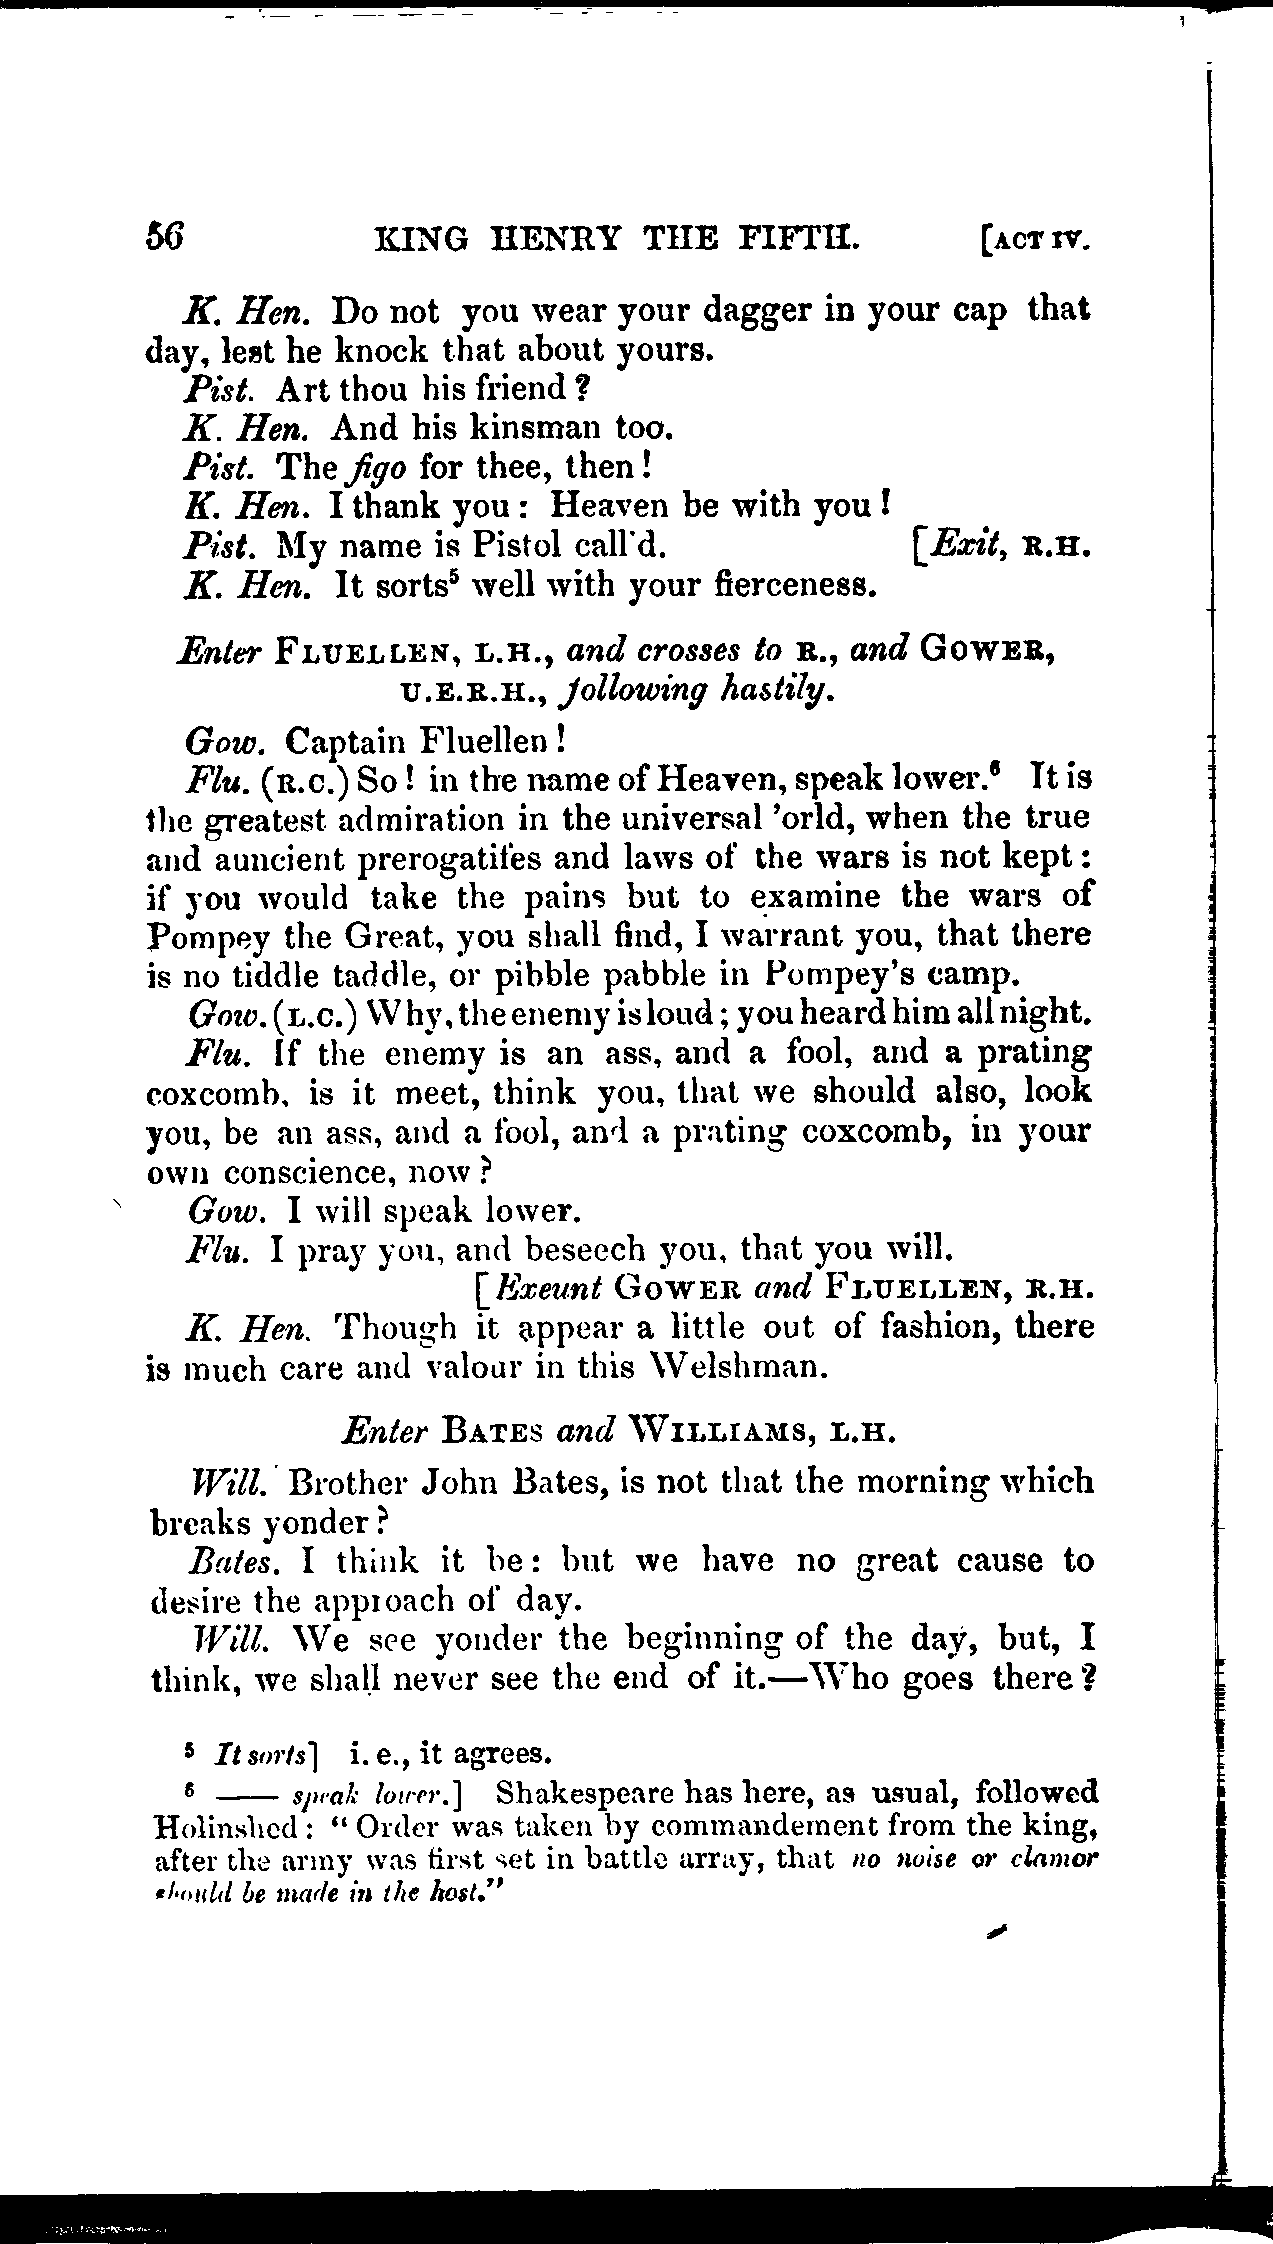 56 KING HENRY THE FIFTH. [ACT IV.
K. Hen. Do not you wear your dagger in your cap that
day, lest he knock that about yours.
Pist. Art thou his friend?
K. Hen. And his kinsman too.
Pist. The figo for thee, then!
K. Hen. I thank you: Heaven be with you!
Pist. My name is Pistol call'd. [Exit, R.H.
K. Hen. It sorts⁵ well with your fierceness.
Enter FLUELLEN, L.H., and crosses to R., and GOWER,
U.E.R.H., following hastily.
Gow. Captain Fluellen!
Flu. (R.C.) So! in the name of Heaven, speak lower.⁶ It is
the greatest admiration in the universal 'orld, when the true
and auncient prerogatifes and laws of the wars is not kept:
if you would take the pains but to examine the wars of
Pompey the Great, you shall find, I warrant you, that there
is no tiddle taddle, or pibble pabble in Pompey's camp.
Gow. (L.C.) Why, the enemy is loud; you heard him all night.
Flu. If the enemy is an ass, and a fool, and a prating
coxcomb, is it meet, think you, that we should also, look
you, be an ass, and a fool, and a prating coxcomb, in your
own conscience, now?
Gow. I will speak lower.
Flu. I pray you, and beseech you, that you will.
[Exeunt GOWER and FLUELLEN, R.H.
K. Hen. Though it appear a little out of fashion, there
is much care and valour in this Welshman.
Enter BATES and WILLIAMS, L.H.
Will. Brother John Bates, is not that the morning which
breaks yonder?
Bates. I think it be: but we have no great cause to
desire the approach of day.
Will. We see yonder the beginning of the day, but, I
think, we shall never see the end of it.—Who goes there?
⁵ It sorts] i.e., it agrees.
⁶ —— speak lower.] Shakespeare has here, as usual, followed
Holinshed: "Order was taken by commandement from the king,
after the army was first set in battle array, that no noise or clamor
should be made in the host."